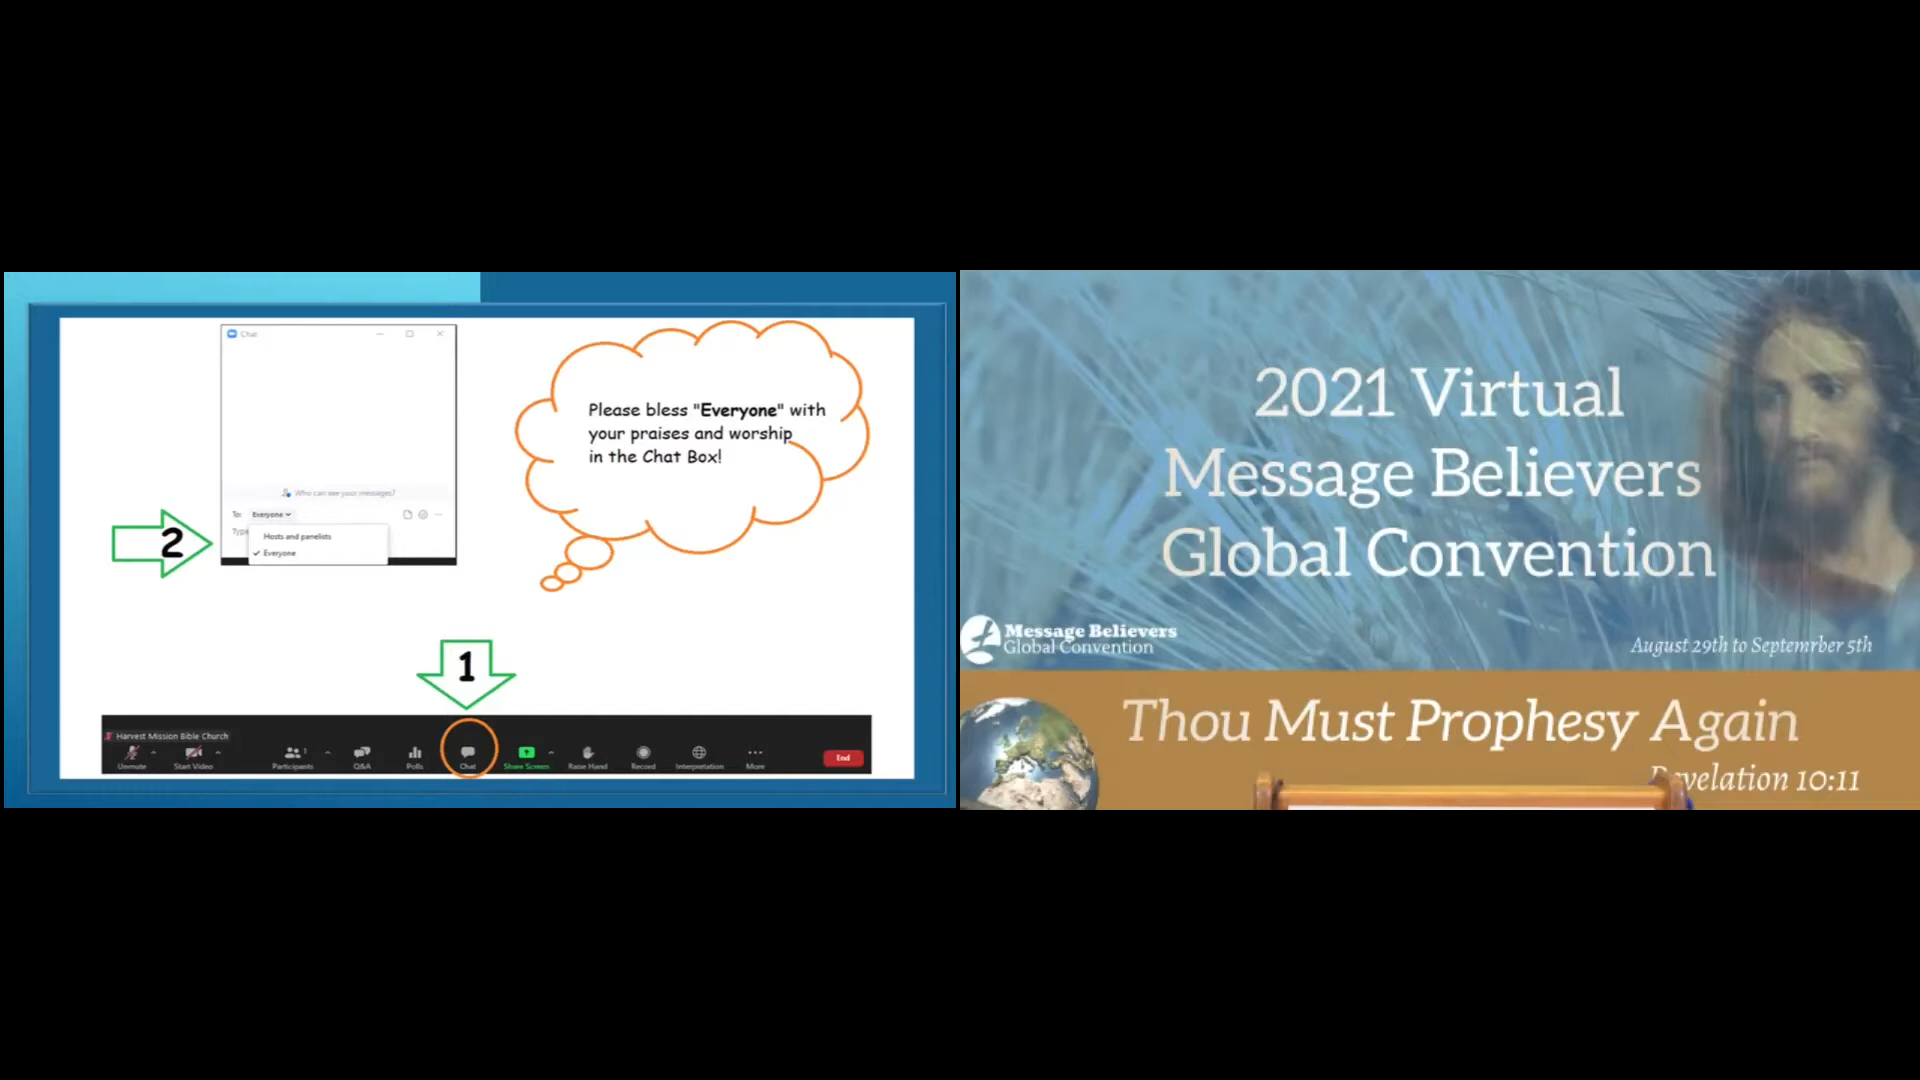 Chat
Please bless "Everyone" with
your praises and worship
in the Chat Box!
Who can see your messages?
To: Everyone
Type
Hosts and panelists
Everyone
2
1
Harvest Mission Bible Church
Unmute
Start Video
Participants
1
Q&A
Polls
Chat
Share Screen
Raise Hand
Record
Interpretation
More
End
2021 Virtual
Message Believers
Global Convention
Message Believers
Global Convention
August 29th to Septemrber 5th
Thou Must Prophesy Again
Revelation 10:11